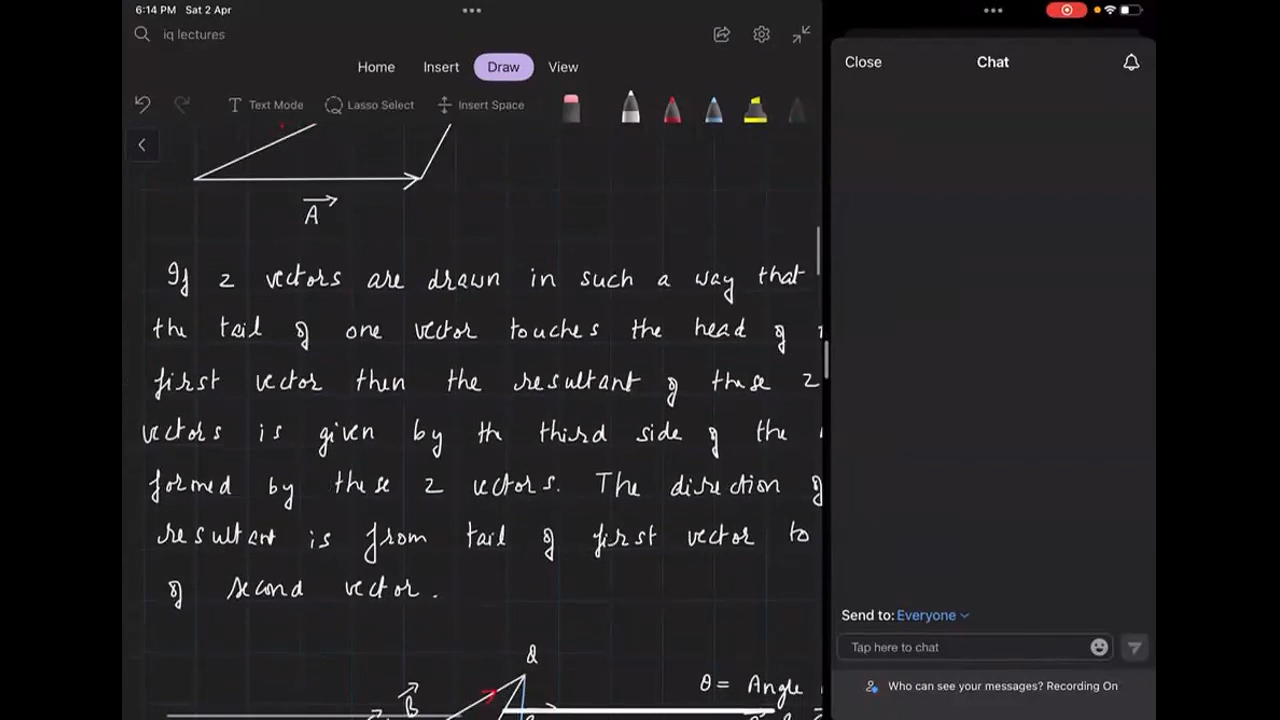 6:14 PM Sat 2 Apr
iq lectures
Home Insert Draw View
Text Mode Lasso Select Insert Space
A
If 2 vectors are drawn in such a way that
the tail of one vector touches the head of
first vector then the resultant of these 2
vectors is given by the third side of the
formed by these 2 vectors. The direction of
resultant is from tail of first vector to
of second vector.
Q
B
θ = Angle
Close Chat
Send to: Everyone
Tap here to chat
Who can see your messages? Recording On